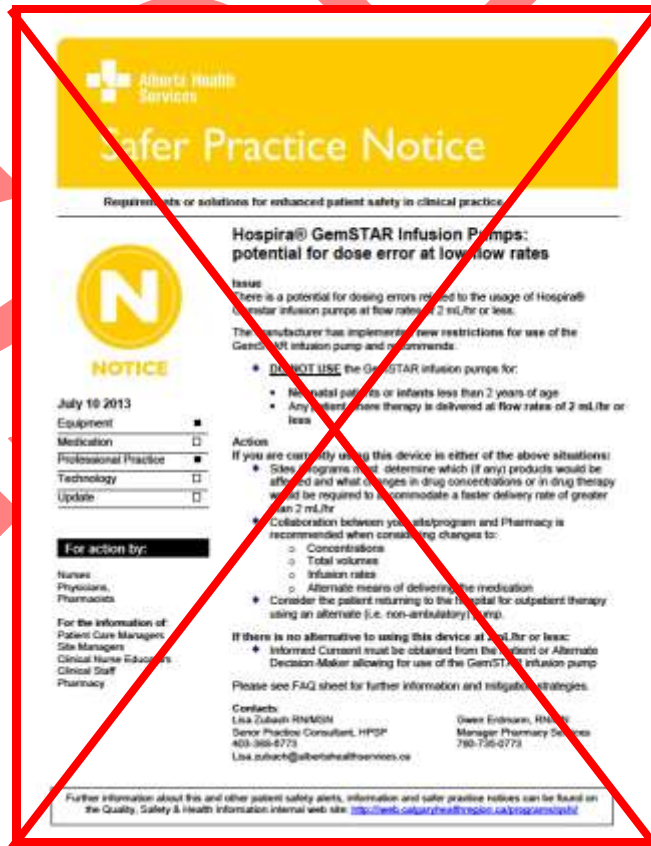 Alberta Health
Services
Safer Practice Notice
Requirements or solutions for enhanced patient safety in clinical practice.
Hospira® GemSTAR Infusion Pumps:
potential for dose error at low flow rates
N
NOTICE
July 10 2013
Equipment ■
Medication □
Professional Practice ■
Technology □
Update □
For action by:
Nurses
Physicians,
Pharmacists
For the information of:
Patient Care Managers
Site Managers
Clinical Nurse Educators
Clinical Staff
Pharmacy
Issue
There is a potential for dosing errors related to the usage of Hospira®
Gemstar infusion pumps at flow rates of 2 mL/hr or less.
The manufacturer has implemented new restrictions for use of the
GemSTAR infusion pump and recommends:
DO NOT USE the GemSTAR infusion pumps for:
Neonatal patients or infants less than 2 years of age
Any patient where therapy is delivered at flow rates of 2 mL/hr or
less
Action
If you are currently using this device in either of the above situations:
Sites/programs must determine which (if any) products would be
affected and what changes in drug concentrations or in drug therapy
would be required to accommodate a faster delivery rate of greater
than 2 mL/hr
Collaboration between your site/program and Pharmacy is
recommended when considering changes to:
Concentrations
Total volumes
Infusion rates
Alternate means of delivering the medication
Consider the patient returning to the hospital for outpatient therapy
using an alternate (i.e. non-ambulatory) pump.
If there is no alternative to using this device at 2 mL/hr or less:
Informed Consent must be obtained from the Patient or Alternate
Decision-Maker allowing for use of the GemSTAR infusion pump
Please see FAQ sheet for further information and mitigation strategies.
Contacts:
Lisa Zubach RN/MSN
Senior Practice Consultant, HPSP
403-388-6773
Lisa.zubach@albertahealthservices.ca
Gwen Erdmann,
Manager Pharmacy Services
780-735-0773
Further information about this and other patient safety alerts, information and safer practice notices can be found on
the Quality, Safety & Health Information internal web site: http://web.calgaryhealthregion.ca/programs/qshi/